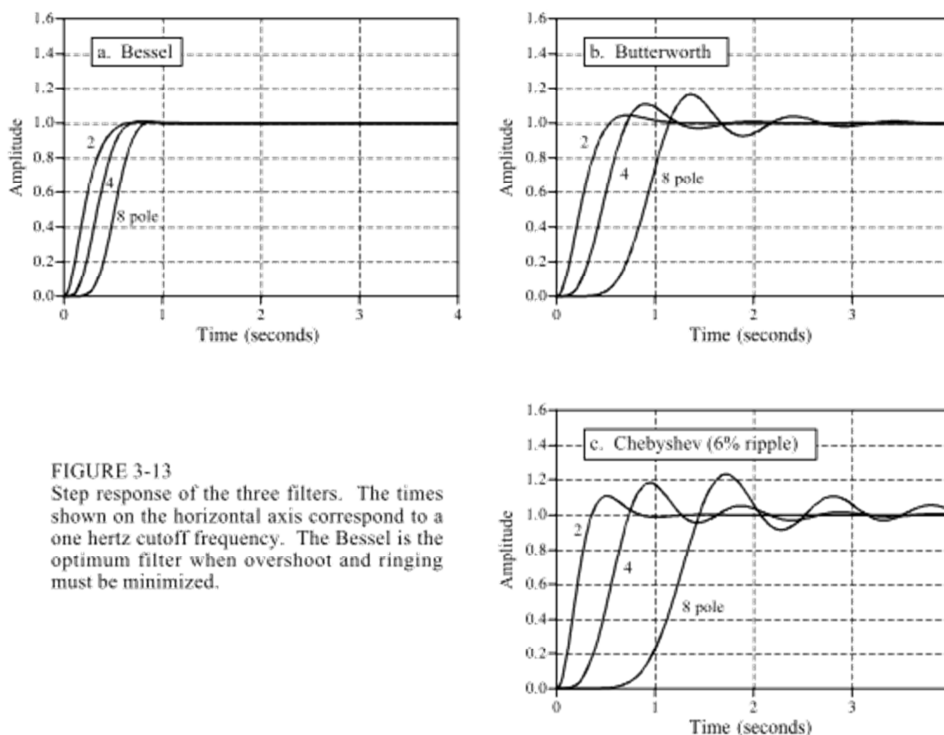 1.6
1.4
1.2
1.0
0.8
0.6
0.4
0.2
0.0
Amplitude
a. Bessel
2
4
8 pole
0 1 2 3 4
Time (seconds)
1.6
1.4
1.2
1.0
0.8
0.6
0.4
0.2
0.0
Amplitude
b. Butterworth
2
4
8 pole
0 1 2 3
Time (seconds)
FIGURE 3-13
Step response of the three filters. The times
shown on the horizontal axis correspond to a
one hertz cutoff frequency. The Bessel is the
optimum filter when overshoot and ringing
must be minimized.
1.6
1.4
1.2
1.0
0.8
0.6
0.4
0.2
0.0
Amplitude
c. Chebyshev (6% ripple)
2
4
8 pole
0 1 2 3
Time (seconds)